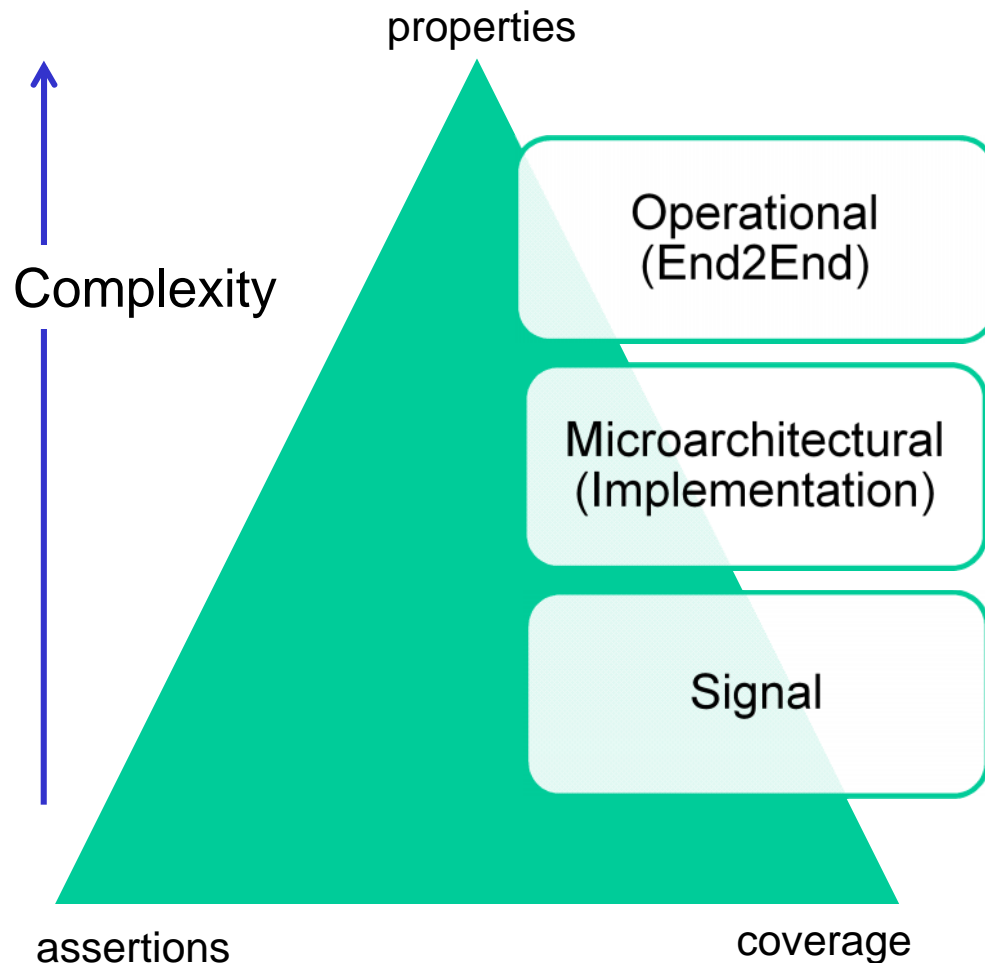 properties
Operational
(End2End)
Complexity
Microarchitectural
(Implementation)
Signal
assertions
coverage